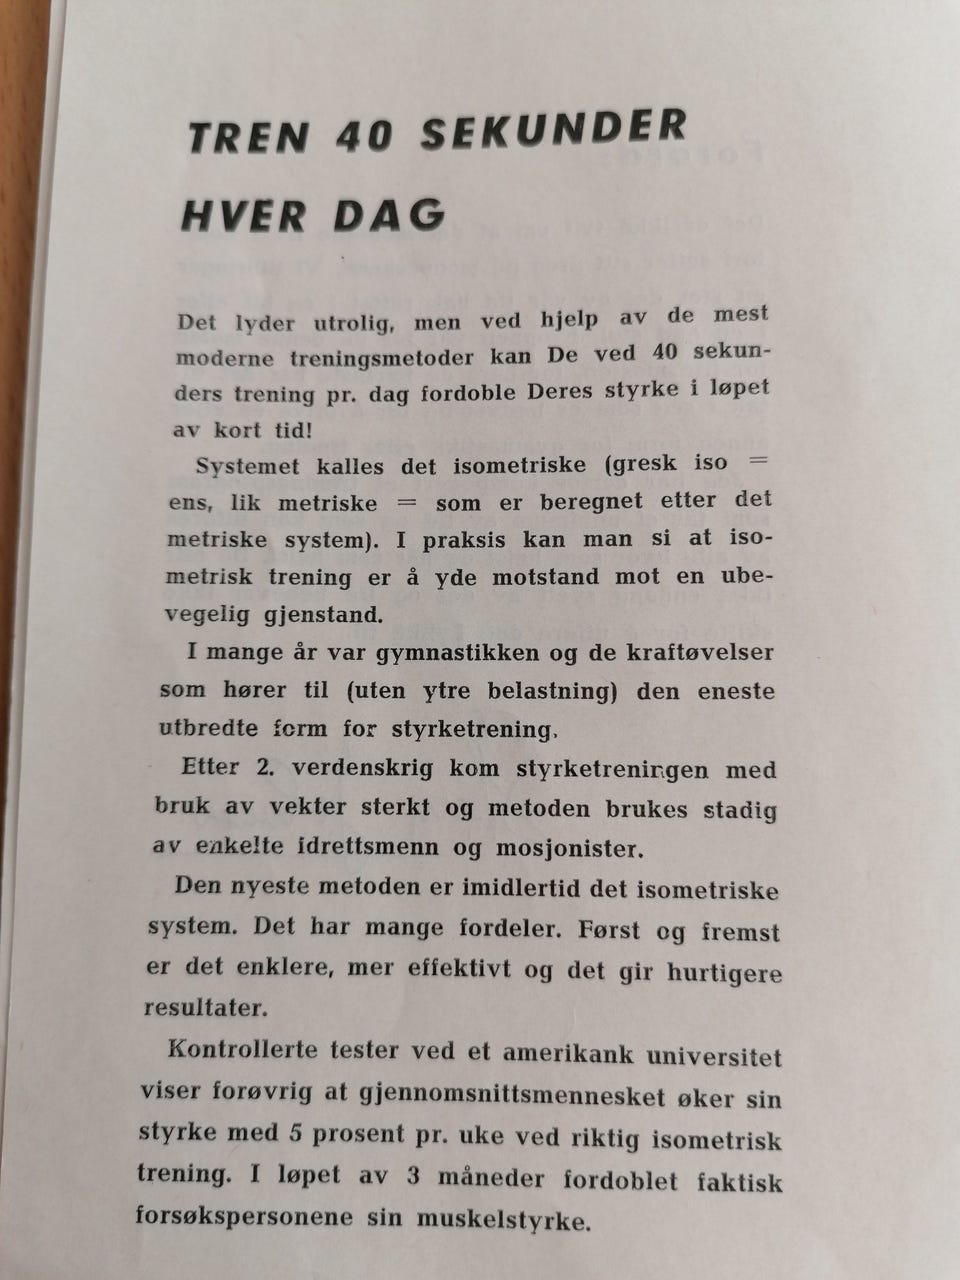 TREN 40 SEKUNDER
HVER DAG
Det lyder utrolig, men ved hjelp av de mest
moderne treningsmetoder kan De ved 40 sekun-
ders trening pr. dag fordoble Deres styrke i løpet
av kort tid!
Systemet kalles det isometriske (gresk iso =
ens, lik metriske = som er beregnet etter det
metriske system). I praksis kan man si at iso-
metrisk trening er å yde motstand mot en ube-
vegelig gjenstand.
I mange år var gymnastikken og de kraftøvelser
som hører til (uten ytre belastning) den eneste
utbredte form for styrketrening.
Etter 2. verdenskrig kom styrketreningen med
bruk av vekter sterkt og metoden brukes stadig
av enkelte idrettsmenn og mosjonister.
Den nyeste metoden er imidlertid det isometriske
system. Det har mange fordeler. Først og fremst
er det enklere, mer effektivt og det gir hurtigere
resultater.
Kontrollerte tester ved et amerikank universitet
viser forøvrig at gjennomsnittsmennesket øker sin
styrke med 5 prosent pr. uke ved riktig isometrisk
trening. I løpet av 3 måneder fordoblet faktisk
forsøkspersonene sin muskelstyrke.